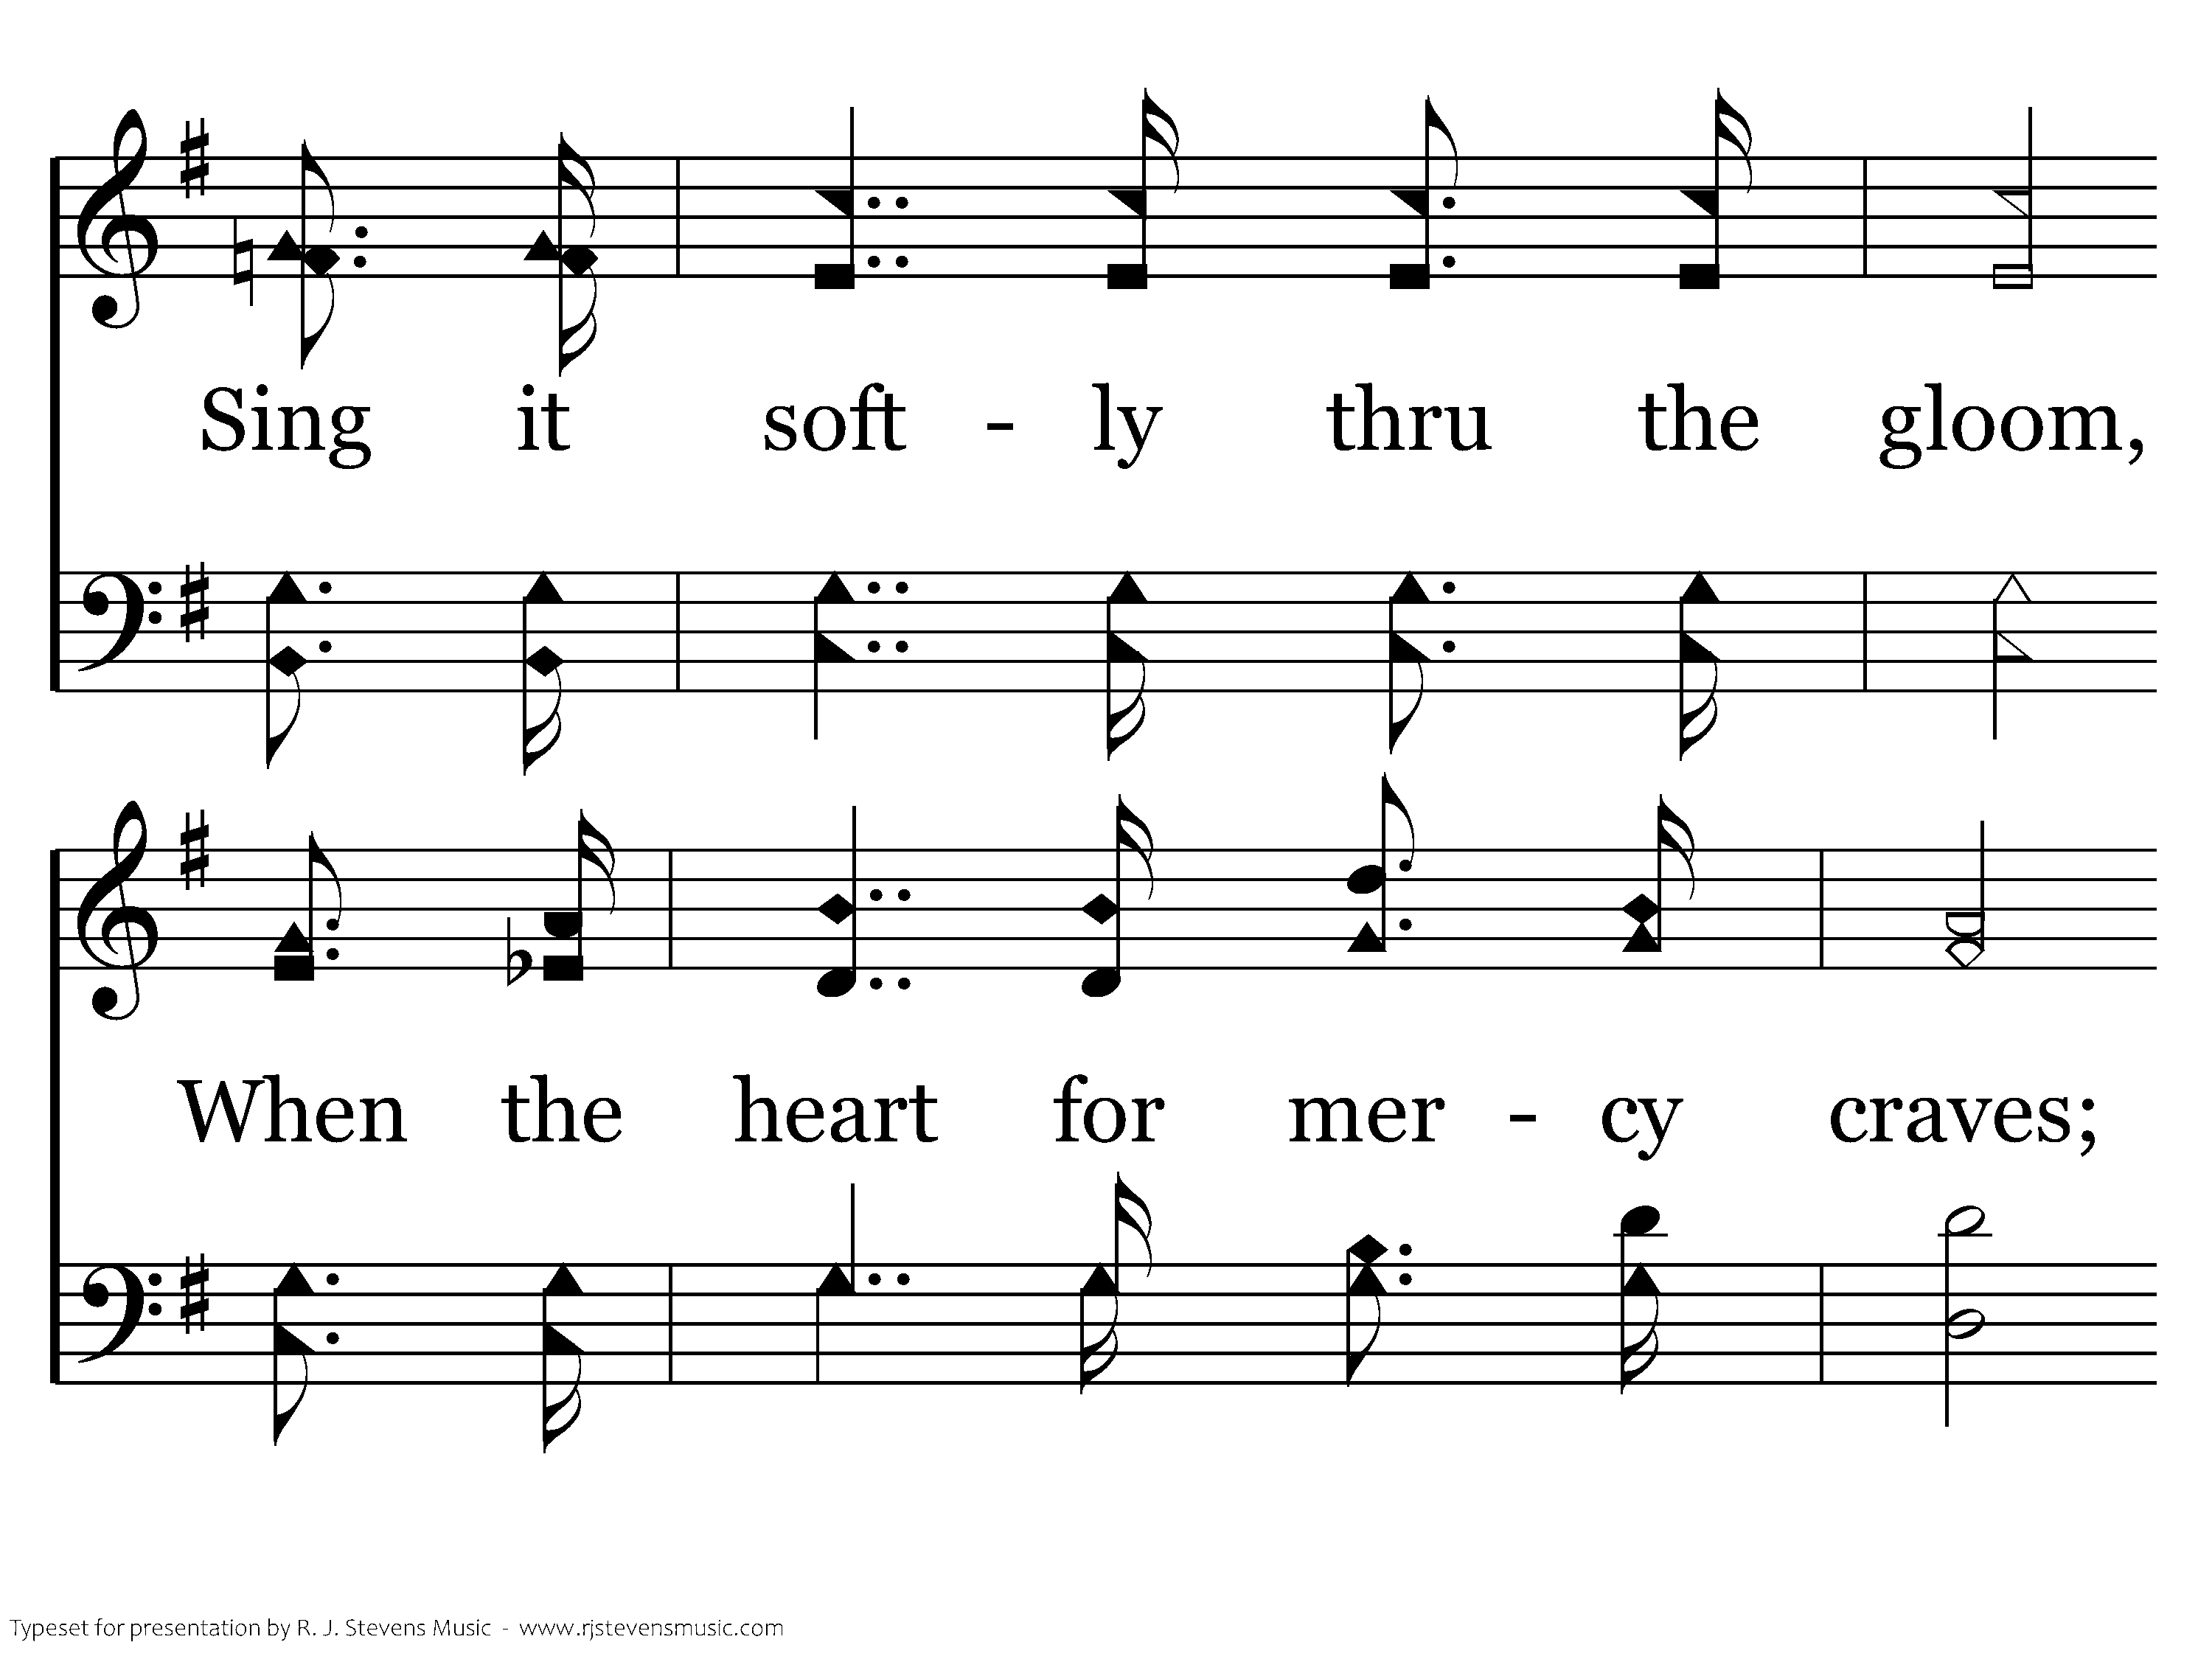 Sing it soft - ly thru the gloom,
When the heart for mer - cy craves;
Typeset for presentation by R. J. Stevens Music - www.rjstevensmusic.com